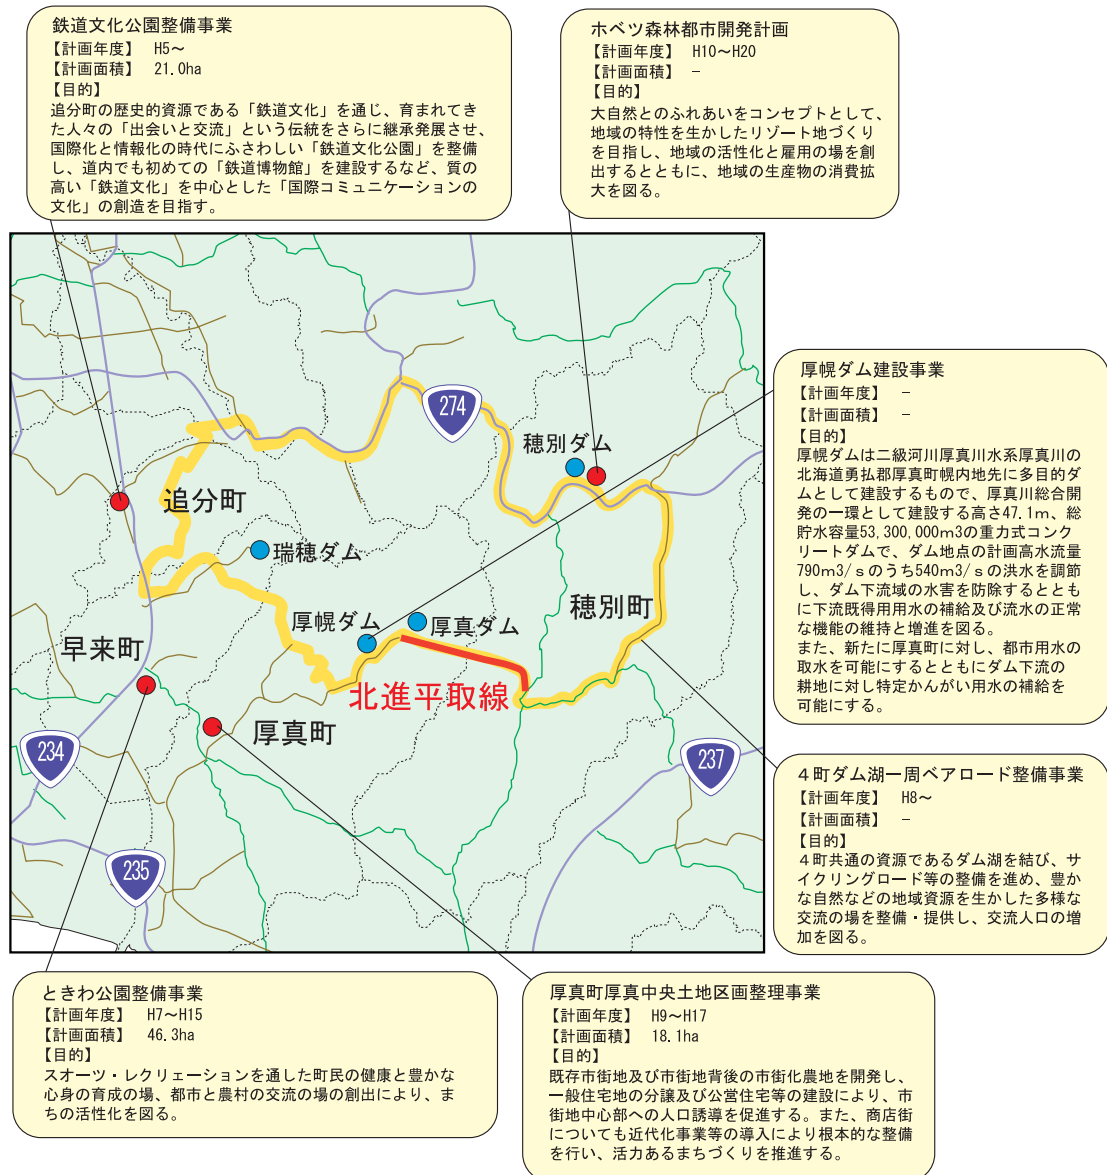 鉄道文化公園整備事業
【計画年度】 H5～
【計画面積】 21.0ha
【目的】
追分町の歴史的資源である「鉄道文化」を通じ、育まれてき
た人々の「出会いと交流」という伝統をさらに継承発展させ、
国際化と情報化の時代にふさわしい「鉄道文化公園」を整備
し、道内でも初めての「鉄道博物館」を建設するなど、質の
高い「鉄道文化」を中心とした「国際コミュニケーションの
文化」の創造を目指す。
ホベツ森林都市開発計画
【計画年度】 H10～H20
【計画面積】 －
【目的】
大自然とのふれあいをコンセプトとして、
地域の特性を生かしたリゾート地づくり
を目指し、地域の活性化と雇用の場を創
出するとともに、地域の生産物の消費拡
大を図る。
274
穂別ダム
追分町
瑞穂ダム
厚幌ダム
厚真ダム
穂別町
早来町
北進平取線
厚真町
234
237
235
厚幌ダム建設事業
【計画年度】 －
【計画面積】 －
【目的】
厚幌ダムは二級河川厚真川水系厚真川の
北海道勇払郡厚真町幌内地先に多目的ダ
ムとして建設するもので、厚真川総合開
発の一環として建設する高さ47.1m、総
貯水容量53,300,000m3の重力式コンク
リートダムで、ダム地点の計画高水流量
790m3/sのうち540m3/sの洪水を調節
し、ダム下流域の水害を防除するととも
に下流既得用用水の補給及び流水の正常
な機能の維持と増進を図る。
また、新たに厚真町に対し、都市用水の
取水を可能にするとともにダム下流の
耕地に対し特定かんがい用水の補給を
可能にする。
４町ダム湖一周ベアロード整備事業
【計画年度】 H8～
【計画面積】 －
【目的】
４町共通の資源であるダム湖を結び、サ
イクリングロード等の整備を進め、豊か
な自然などの地域資源を生かした多様な
交流の場を整備・提供し、交流人口の増
加を図る。
ときわ公園整備事業
【計画年度】 H7～H15
【計画面積】 46.3ha
【目的】
スオーツ・レクリェーションを通した町民の健康と豊かな
心身の育成の場、都市と農村の交流の場の創出により、ま
ちの活性化を図る。
厚真町厚真中央土地区画整理事業
【計画年度】 H9～H17
【計画面積】 18.1ha
【目的】
既存市街地及び市街地背後の市街化農地を開発し、
一般住宅地の分譲及び公営住宅等の建設により、市
街地中心部への人口誘導を促進する。また、商店街
についても近代化事業等の導入により根本的な整備
を行い、活力あるまちづくりを推進する。